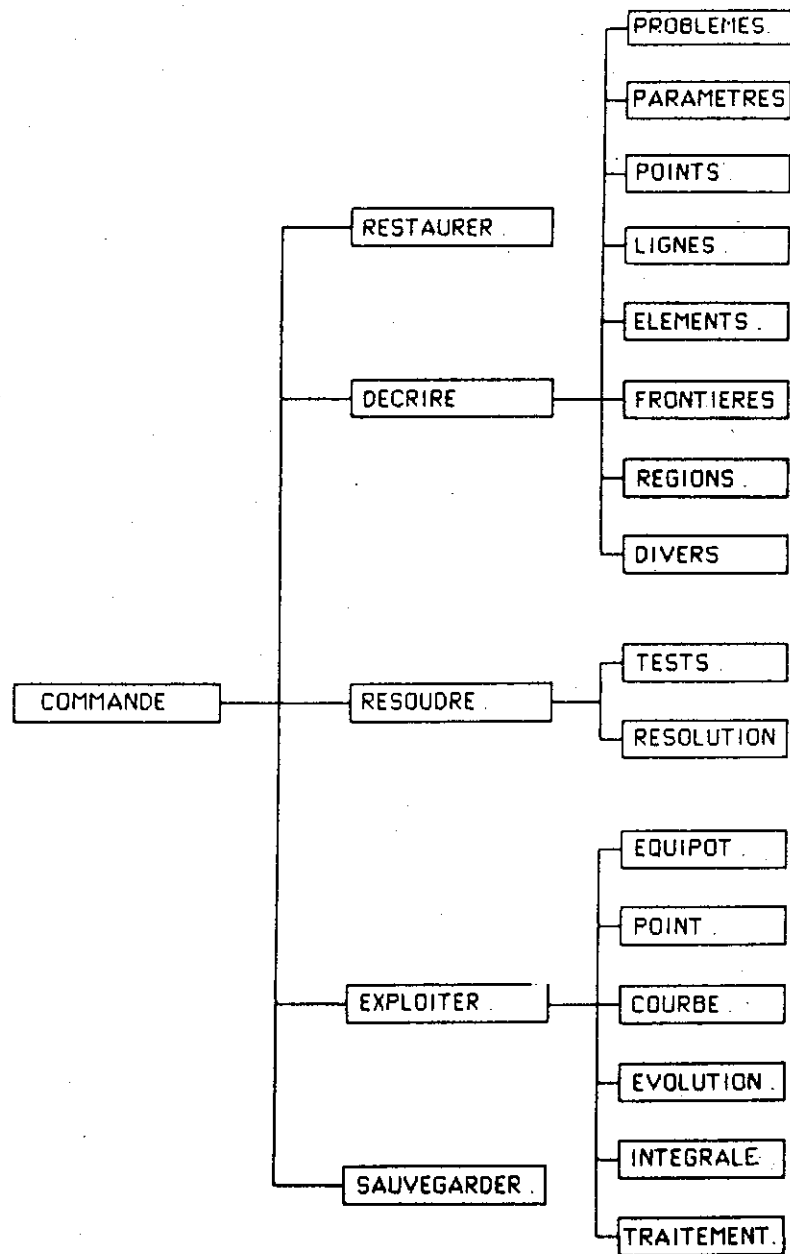 PROBLEMES.
PARAMETRES
POINTS
RESTAURER.
LIGNES
ELEMENTS.
DECRIRE
FRONTIERES
REGIONS.
DIVERS
TESTS.
COMMANDE
RESOUDRE.
RESOLUTION
EQUIPOT.
POINT.
EXPLOITER.
COURBE.
EVOLUTION.
INTEGRALE
SAUVEGARDER.
TRAITEMENT.